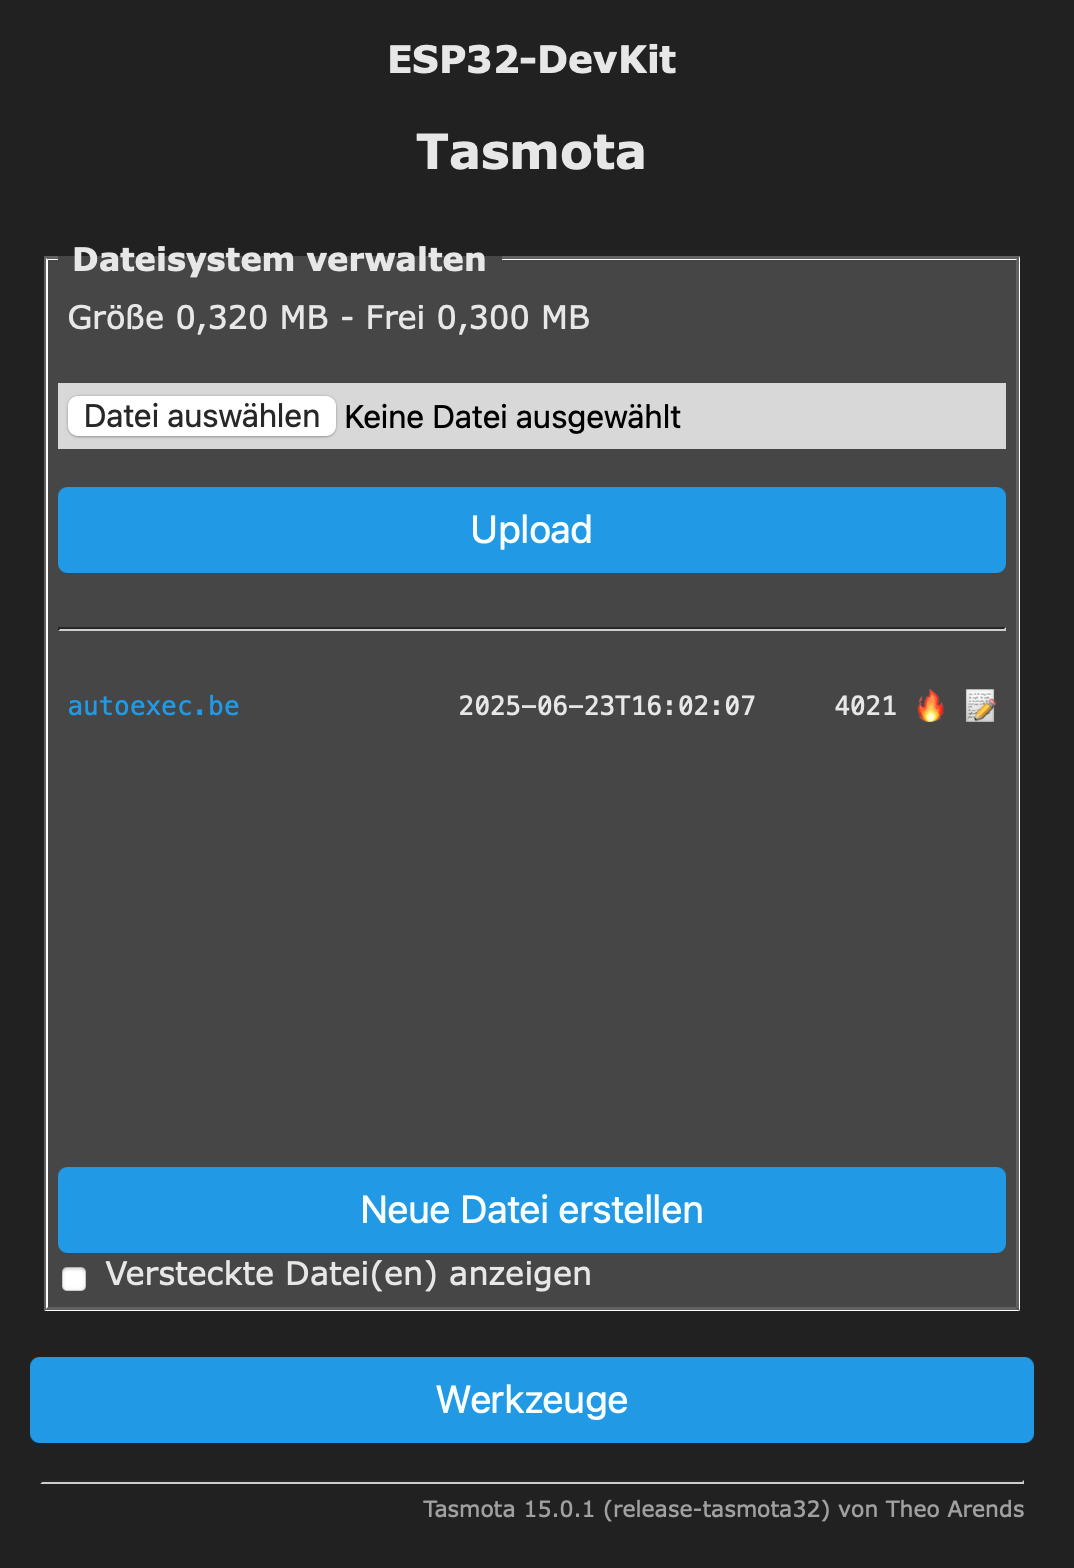 ESP32-DevKit
Tasmota
Dateisystem verwalten
Größe 0,320 MB - Frei 0,300 MB
Datei auswählen Keine Datei ausgewählt
Upload
autoexec.be 2025-06-23T16:02:07 4021 🔥 📝
Neue Datei erstellen
Versteckte Datei(en) anzeigen
Werkzeuge
Tasmota 15.0.1 (release-tasmota32) von Theo Arends